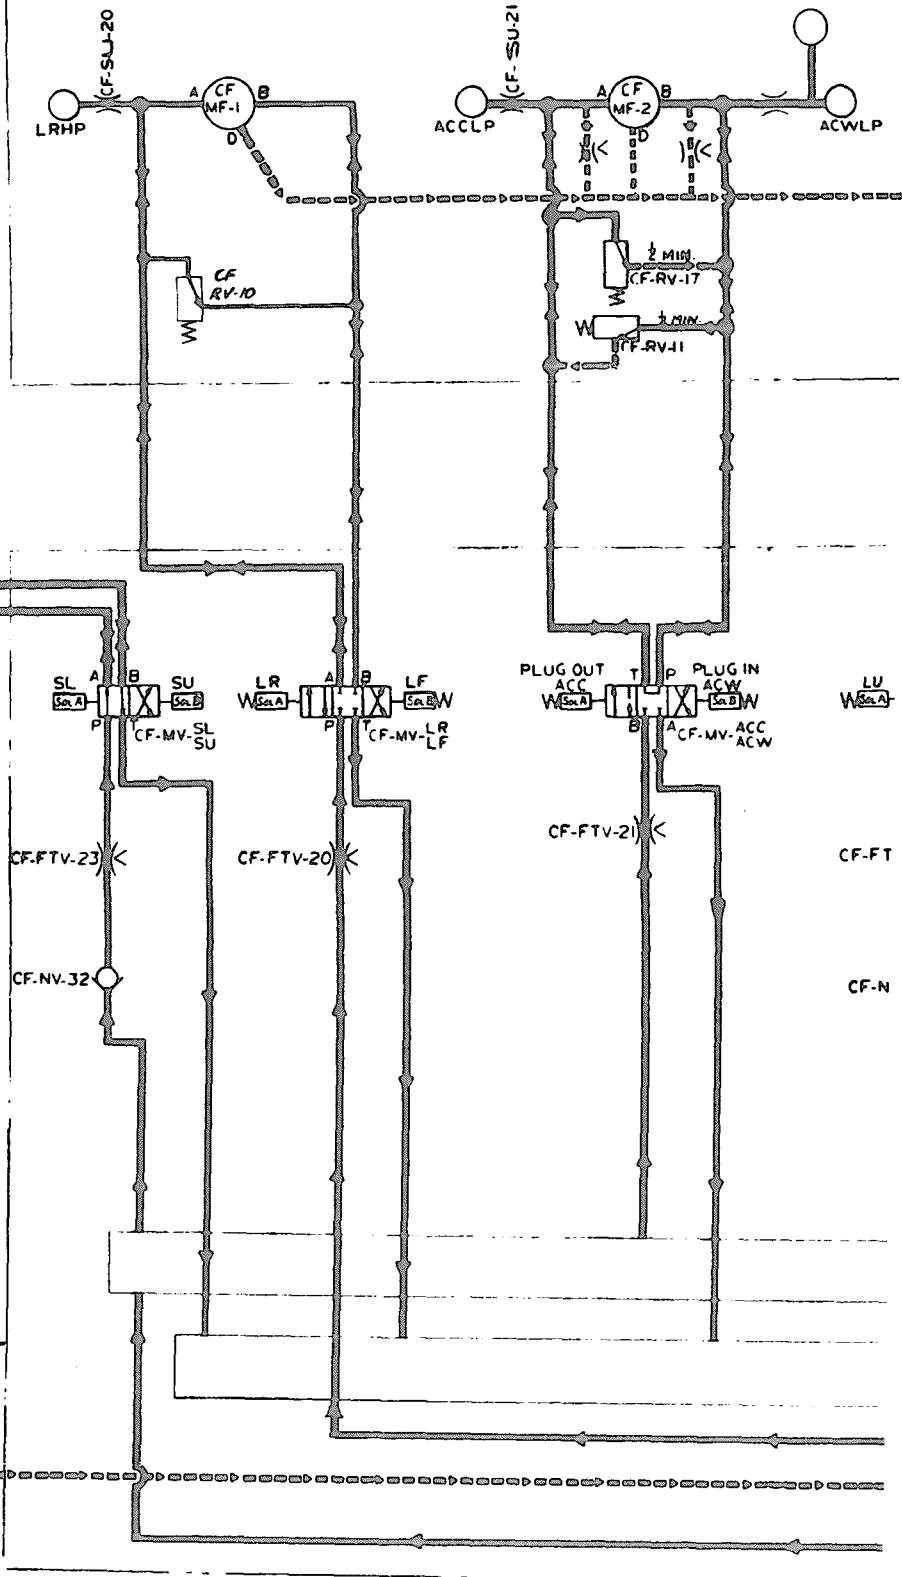 CF-SU-20
CF-SU-21
A
CF
MF-1
B
D
LRHP
ACCLP
A
CF
MF-2
B
D
ACWLP
CF
RV-10
½ MIN.
CF-RV-17
½ MIN.
CF-RV-11
SL
Sol A
A
B
SU
Sol B
P
T
CF-MV-SL
SU
LR
Sol A
A
B
LF
Sol B
P
T
CF-MV-LR
LF
PLUG OUT
ACC
Sol A
T
P
PLUG IN
ACW
Sol B
B
A
CF-MV-ACC
ACW
LU
Sol A
CF-FTV-23
CF-FTV-20
CF-FTV-21
CF-FT
CF-NV-32
CF-N